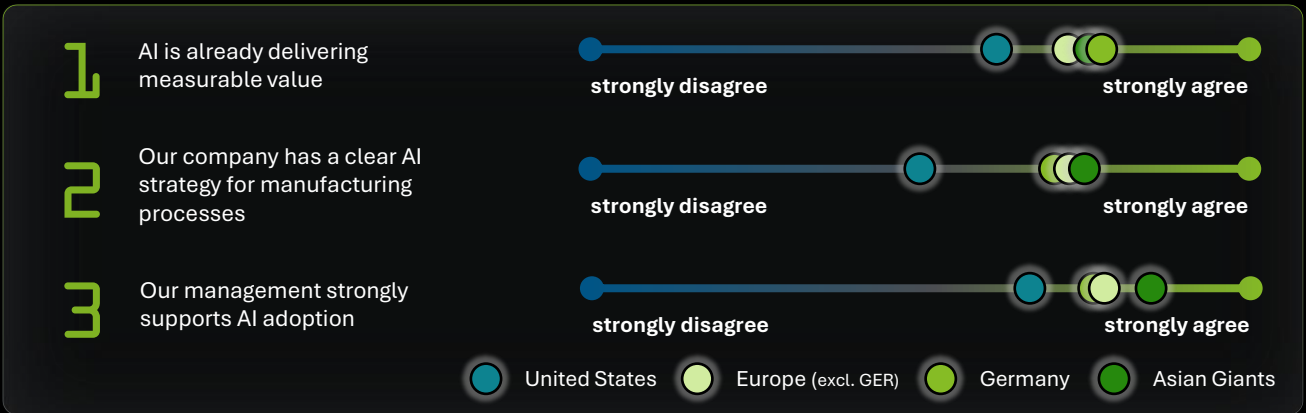 1
AI is already delivering
measurable value
strongly disagree
strongly agree
2
Our company has a clear AI
strategy for manufacturing
processes
strongly disagree
strongly agree
3
Our management strongly
supports AI adoption
strongly disagree
strongly agree
United States
Europe (excl. GER)
Germany
Asian Giants